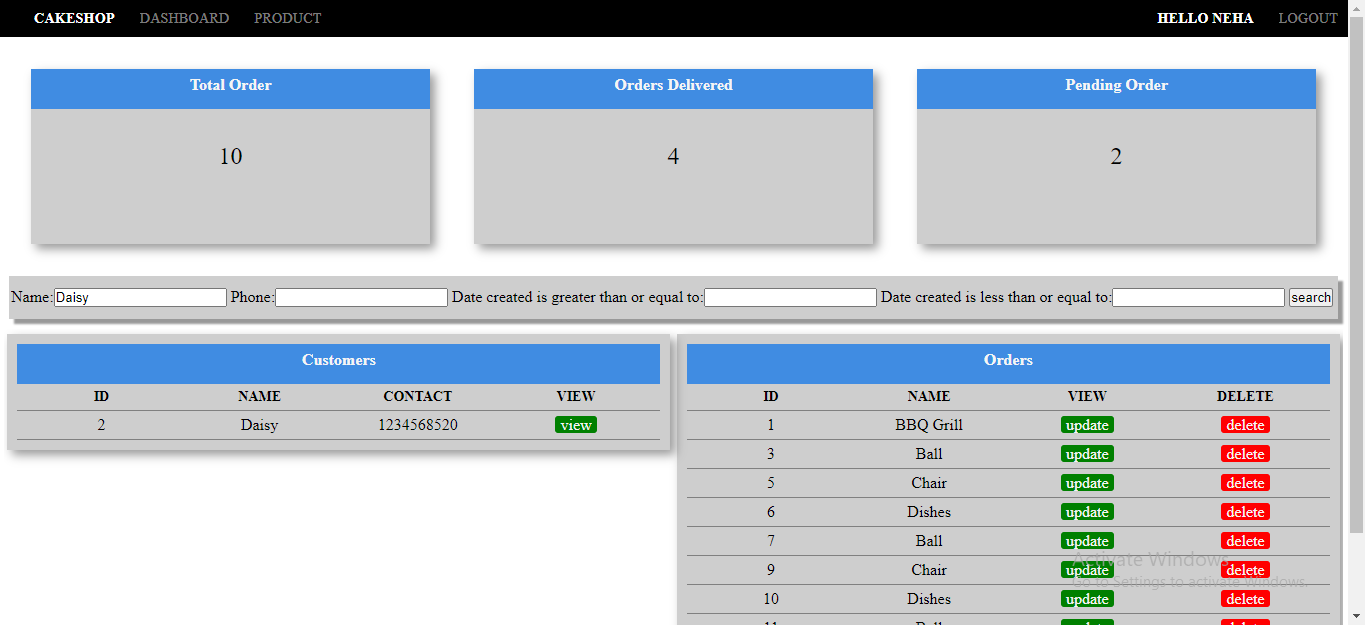 CAKESHOP DASHBOARD PRODUCT HELLO NEHA LOGOUT
Total Order Orders Delivered Pending Order
10 4 2
Name: Daisy Phone: Date created is greater than or equal to: Date created is less than or equal to: search
Customers
ID NAME CONTACT VIEW
2 Daisy 1234568520 view
Orders
ID NAME VIEW DELETE
1 BBQ Grill update delete
3 Ball update delete
5 Chair update delete
6 Dishes update delete
7 Ball update delete
9 Chair update delete
10 Dishes update delete
11 Ball update delete
Activate Windows
Go to Settings to activate Windows.